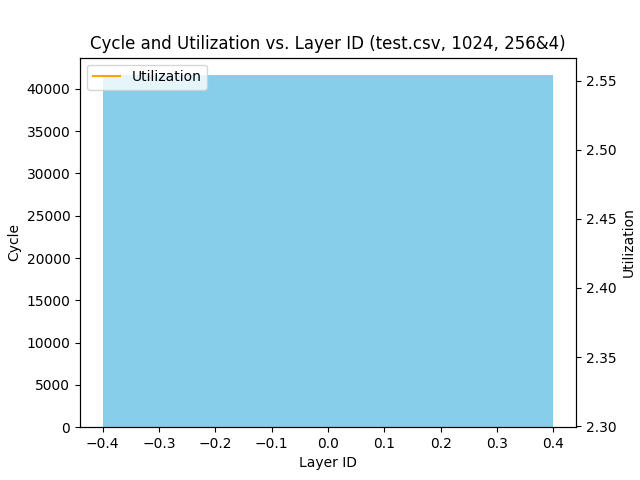 Cycle and Utilization vs. Layer ID (test.csv, 1024, 256&4)
Utilization
40000
35000
30000
25000
20000
15000
10000
5000
0
Cycle
2.55
2.50
2.45
2.40
2.35
2.30
Utilization
−0.4 −0.3 −0.2 −0.1 0.0 0.1 0.2 0.3 0.4
Layer ID